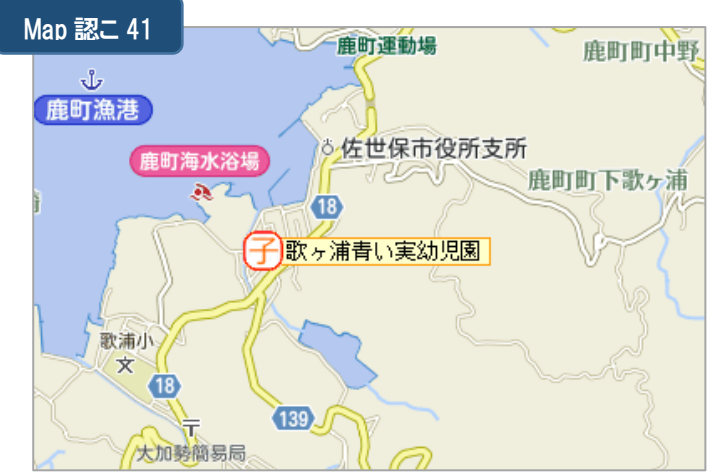 Map 認こ 41
鹿町運動場
鹿町町中野
鹿町漁港
佐世保市役所支所
鹿町海水浴場
鹿町町下歌ヶ浦
18
子 歌ヶ浦青い実幼児園
歌浦小
文
18
139
大加勢簡易局